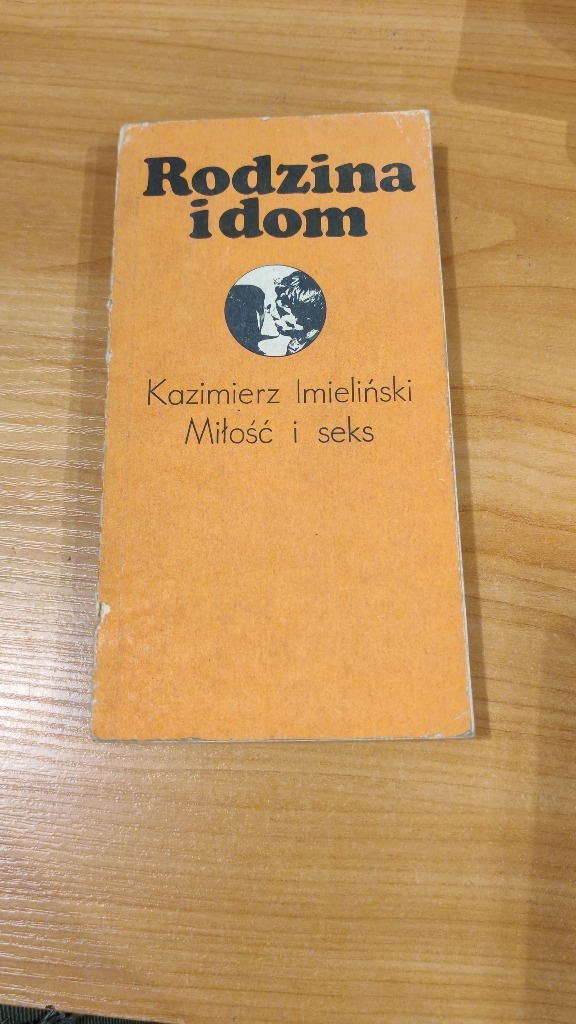 Rodzina
i dom
Kazimierz Imieliński
Miłość i seks